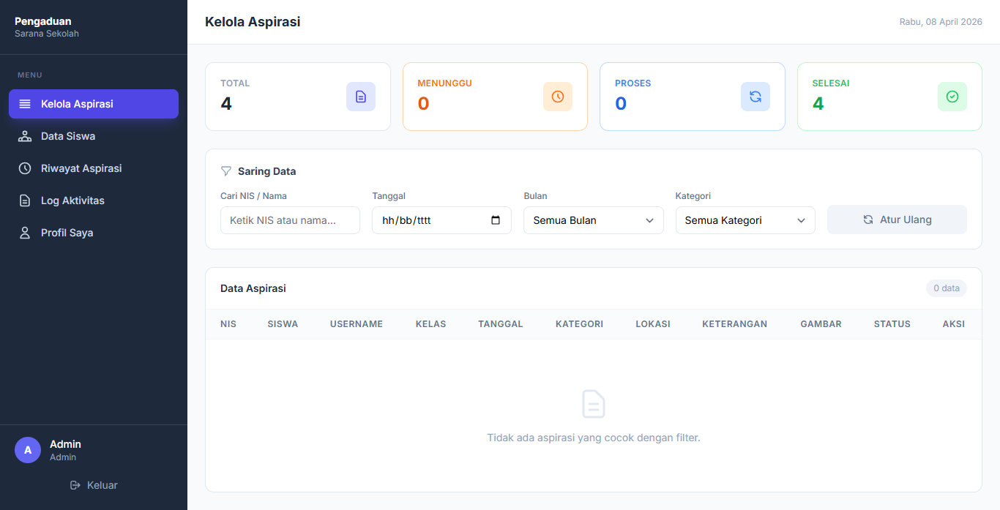 Pengaduan
Sarana Sekolah
MENU
Kelola Aspirasi
Data Siswa
Riwayat Aspirasi
Log Aktivitas
Profil Saya
A
Admin
Admin
Keluar
Kelola Aspirasi
Rabu, 08 April 2026
TOTAL
4
MENUNGGU
0
PROSES
0
SELESAI
4
Saring Data
Cari NIS / Nama
Ketik NIS atau nama...
Tanggal
hh/bb/tttt
Bulan
Semua Bulan
Kategori
Semua Kategori
Atur Ulang
Data Aspirasi
0 data
NIS SISWA USERNAME KELAS TANGGAL KATEGORI LOKASI KETERANGAN GAMBAR STATUS AKSI
Tidak ada aspirasi yang cocok dengan filter.